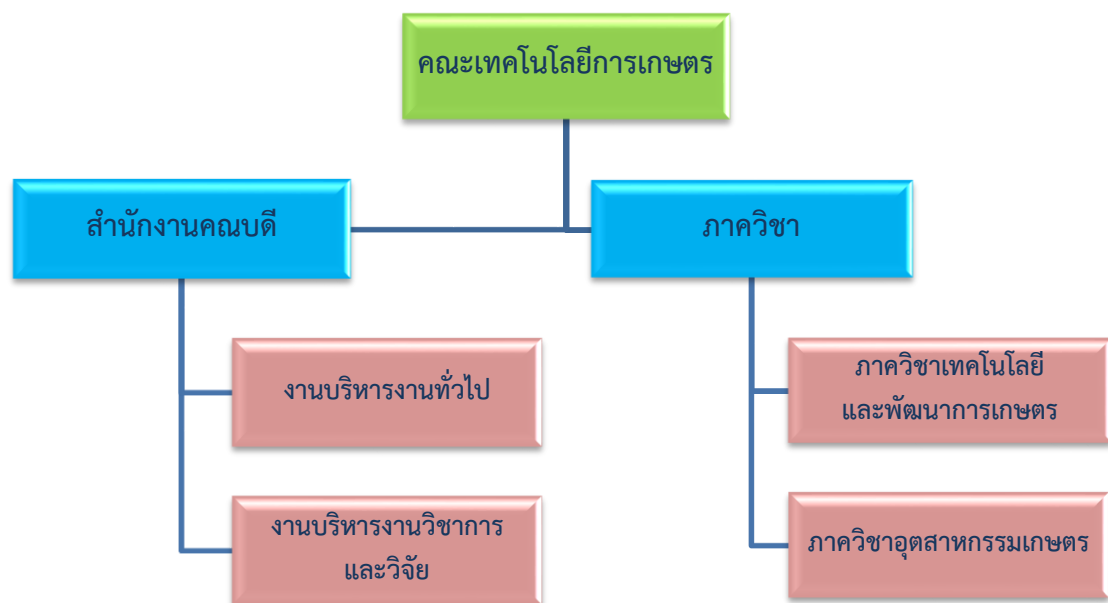 คณะเทคโนโลยีการเกษตร
สำนักงานคณบดี
ภาควิชา
งานบริหารงานทั่วไป
งานบริหารงานวิชาการ
และวิจัย
ภาควิชาเทคโนโลยี
และพัฒนาการเกษตร
ภาควิชาอุตสาหกรรมเกษตร